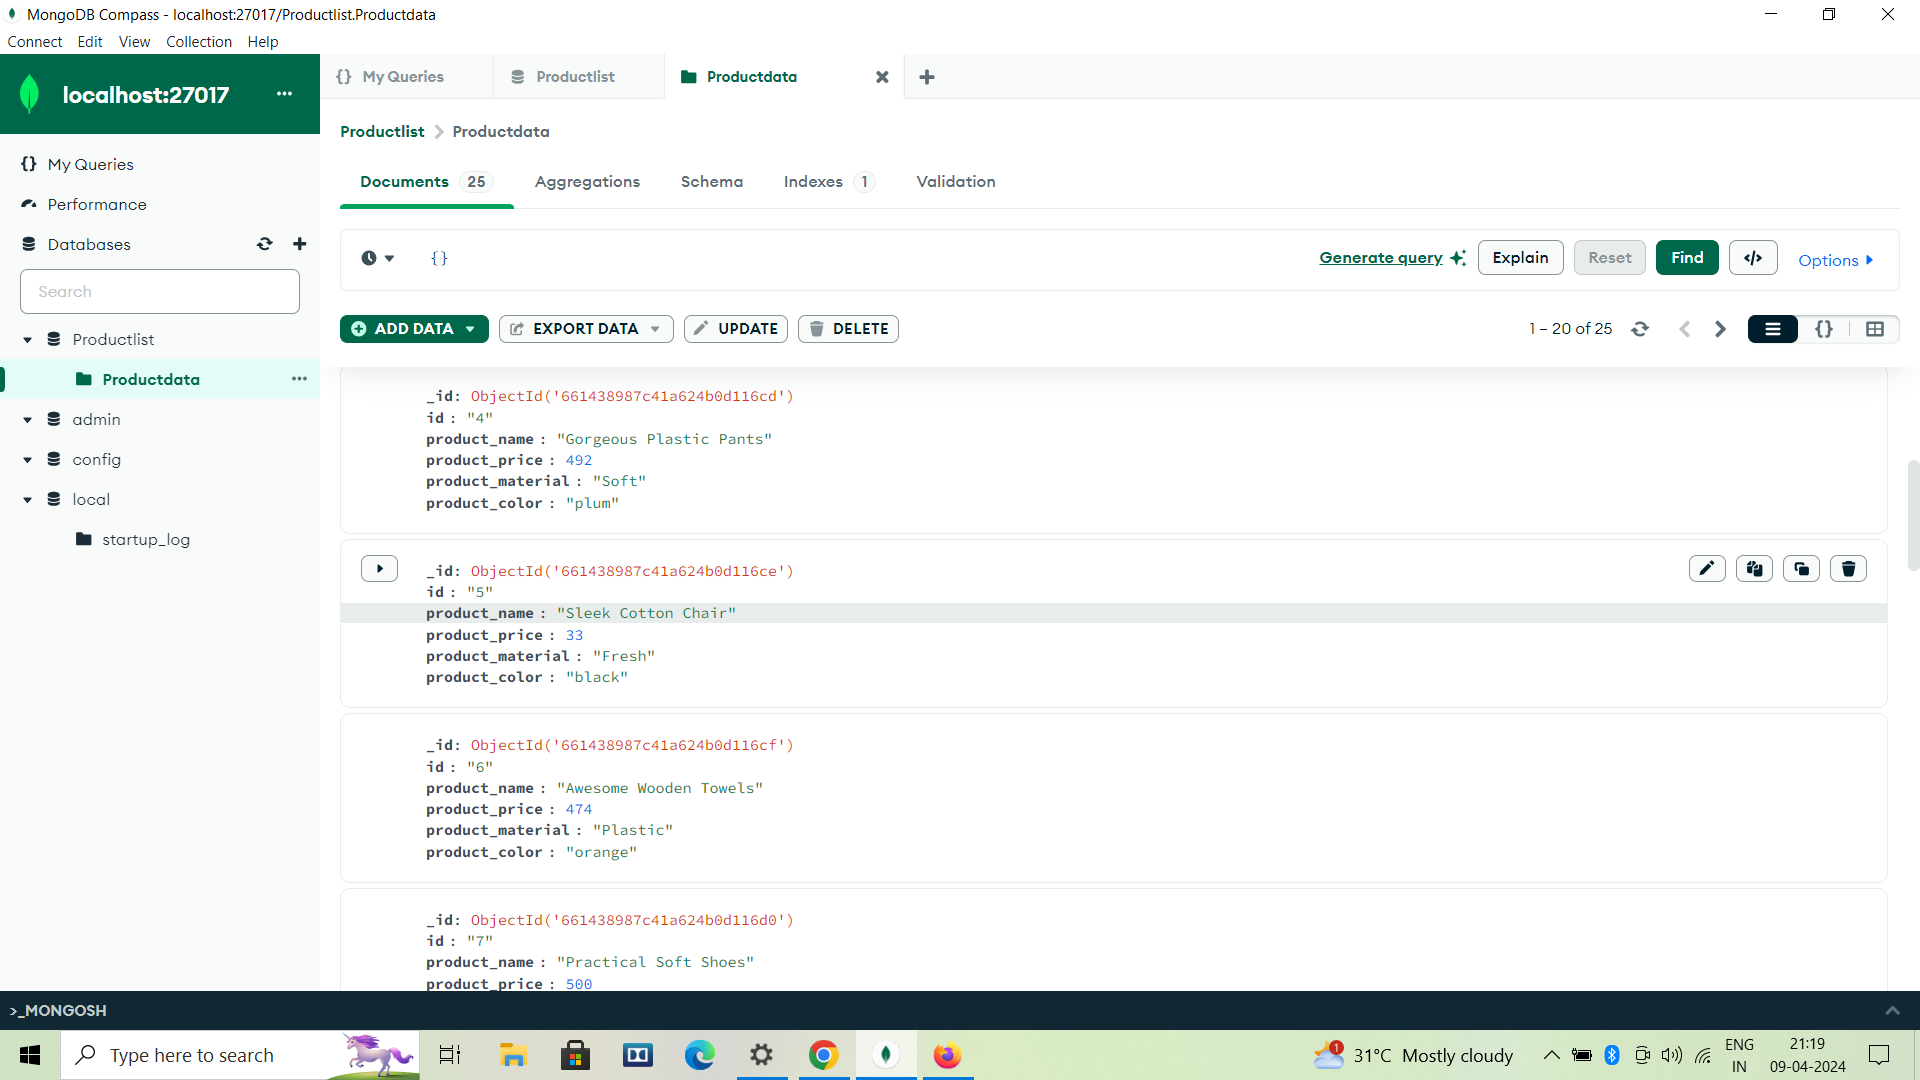 MongoDB Compass - localhost:27017/Productlist.Productdata
Connect Edit View Collection Help
localhost:27017 ...
{} My Queries
Productlist
Productdata
My Queries
Performance
Databases
Search
Productlist
Productdata ...
admin
config
local
startup_log
Productlist > Productdata
Documents 25 Aggregations Schema Indexes 1 Validation
{} Generate query Explain Reset Find </> Options
ADD DATA EXPORT DATA UPDATE DELETE 1 – 20 of 25 {}
_id: ObjectId('661438987c41a624b0d116cd')
id : "4"
product_name : "Gorgeous Plastic Pants"
product_price : 492
product_material : "Soft"
product_color : "plum"
_id: ObjectId('661438987c41a624b0d116ce')
id : "5"
product_name : "Sleek Cotton Chair"
product_price : 33
product_material : "Fresh"
product_color : "black"
_id: ObjectId('661438987c41a624b0d116cf')
id : "6"
product_name : "Awesome Wooden Towels"
product_price : 474
product_material : "Plastic"
product_color : "orange"
_id: ObjectId('661438987c41a624b0d116d0')
id : "7"
product_name : "Practical Soft Shoes"
product_price : 500
>_MONGOSH
Type here to search
1
31°C Mostly cloudy
ENG
IN
21:19
09-04-2024